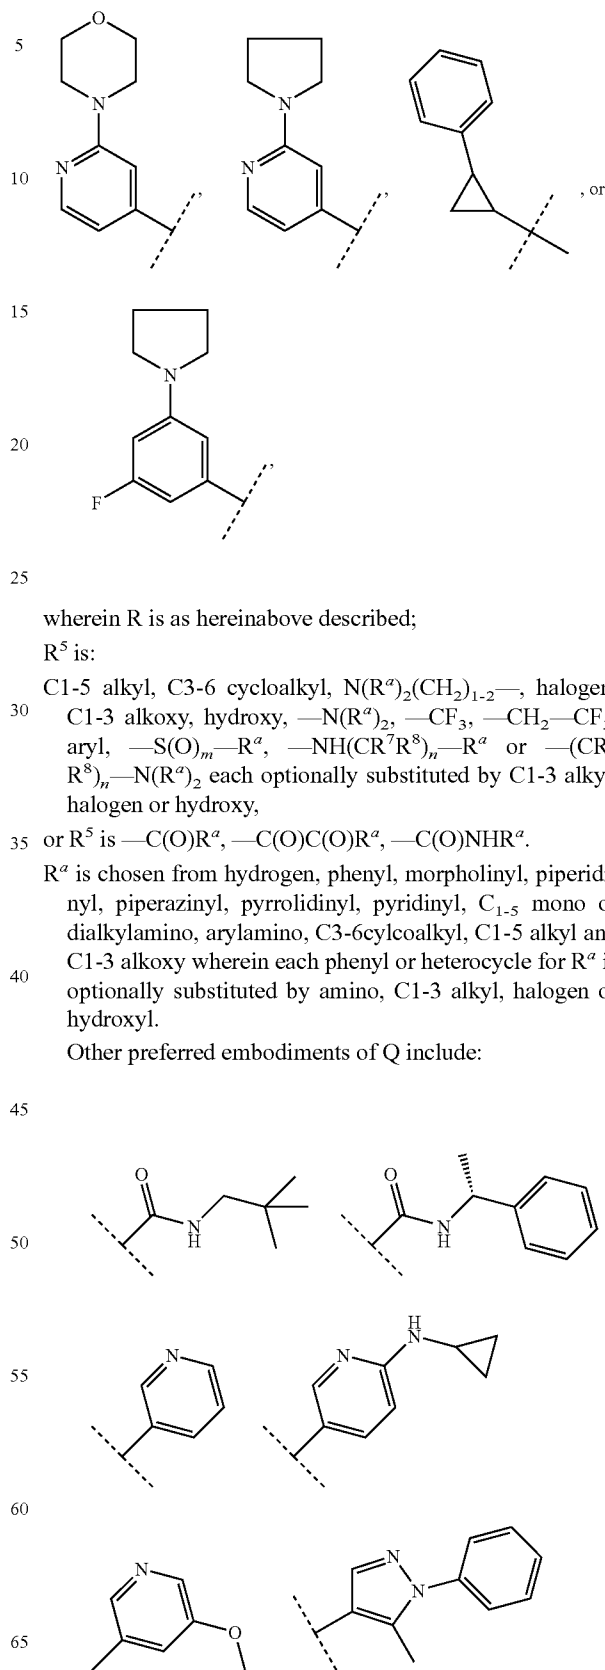 O
5
N N
N N
10 , , , or
15
N
20
,
F
25
wherein R is as hereinabove described;
R⁵ is:
C1-5 alkyl, C3-6 cycloalkyl, N(Rᵃ)₂(CH₂)₁₋₂—, halogen
30 C1-3 alkoxy, hydroxy, —N(Rᵃ)₂, —CF₃, —CH₂—CF₃
aryl, —S(O)ₘ—Rᵃ, —NH(CR⁷R⁸)ₙ—Rᵃ or —(CR
R⁸)ₙ—N(Rᵃ)₂ each optionally substituted by C1-3 alky
halogen or hydroxy,
35 or R⁵ is —C(O)Rᵃ, —C(O)C(O)Rᵃ, —C(O)NHRᵃ.
Rᵃ is chosen from hydrogen, phenyl, morpholinyl, piperidi
nyl, piperazinyl, pyrrolidinyl, pyridinyl, C₁₋₅ mono o
dialkylamino, arylamino, C3-6cylcoalkyl, C1-5 alkyl an
40 C1-3 alkoxy wherein each phenyl or heterocycle for Rᵃ i
optionally substituted by amino, C1-3 alkyl, halogen o
hydroxyl.
Other preferred embodiments of Q include:
45
O O
50 N N
H H
H
N
N N
55
60
N N
N
O
65